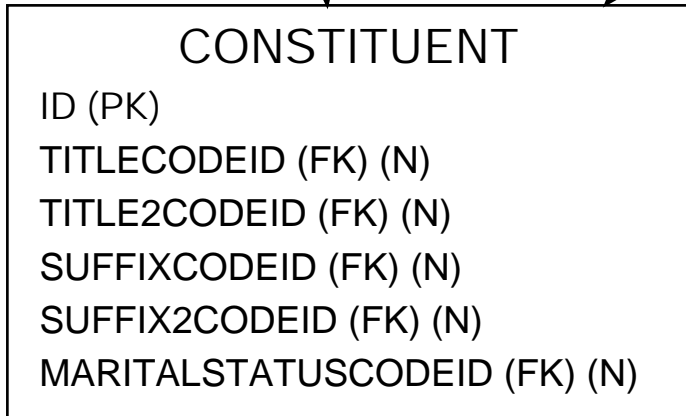 CONSTITUENT
ID (PK)
TITLECODEID (FK) (N)
TITLE2CODEID (FK) (N)
SUFFIXCODEID (FK) (N)
SUFFIX2CODEID (FK) (N)
MARITALSTATUSCODEID (FK) (N)